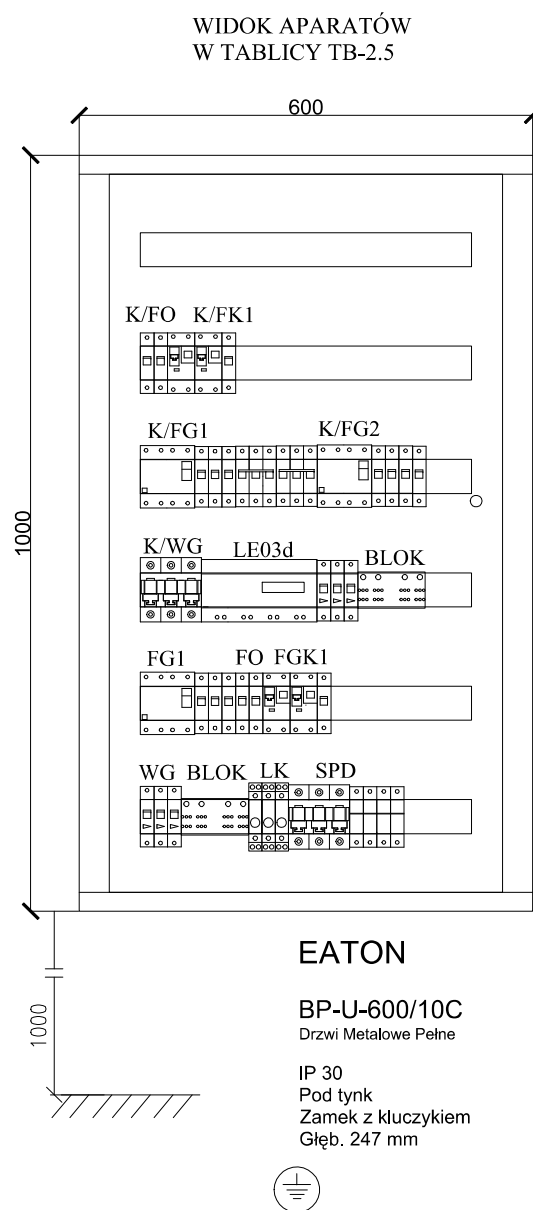 WIDOK APARATÓW
W TABLICY TB-2.5
600
K/FO K/FK1
K/FG1 K/FG2
1000
K/WG LE03d BLOK
FG1 FO FGK1
WG BLOK LK SPD
EATON
BP-U-600/10C
Drzwi Metalowe Pełne
1000
IP 30
Pod tynk
Zamek z kluczykiem
Głęb. 247 mm